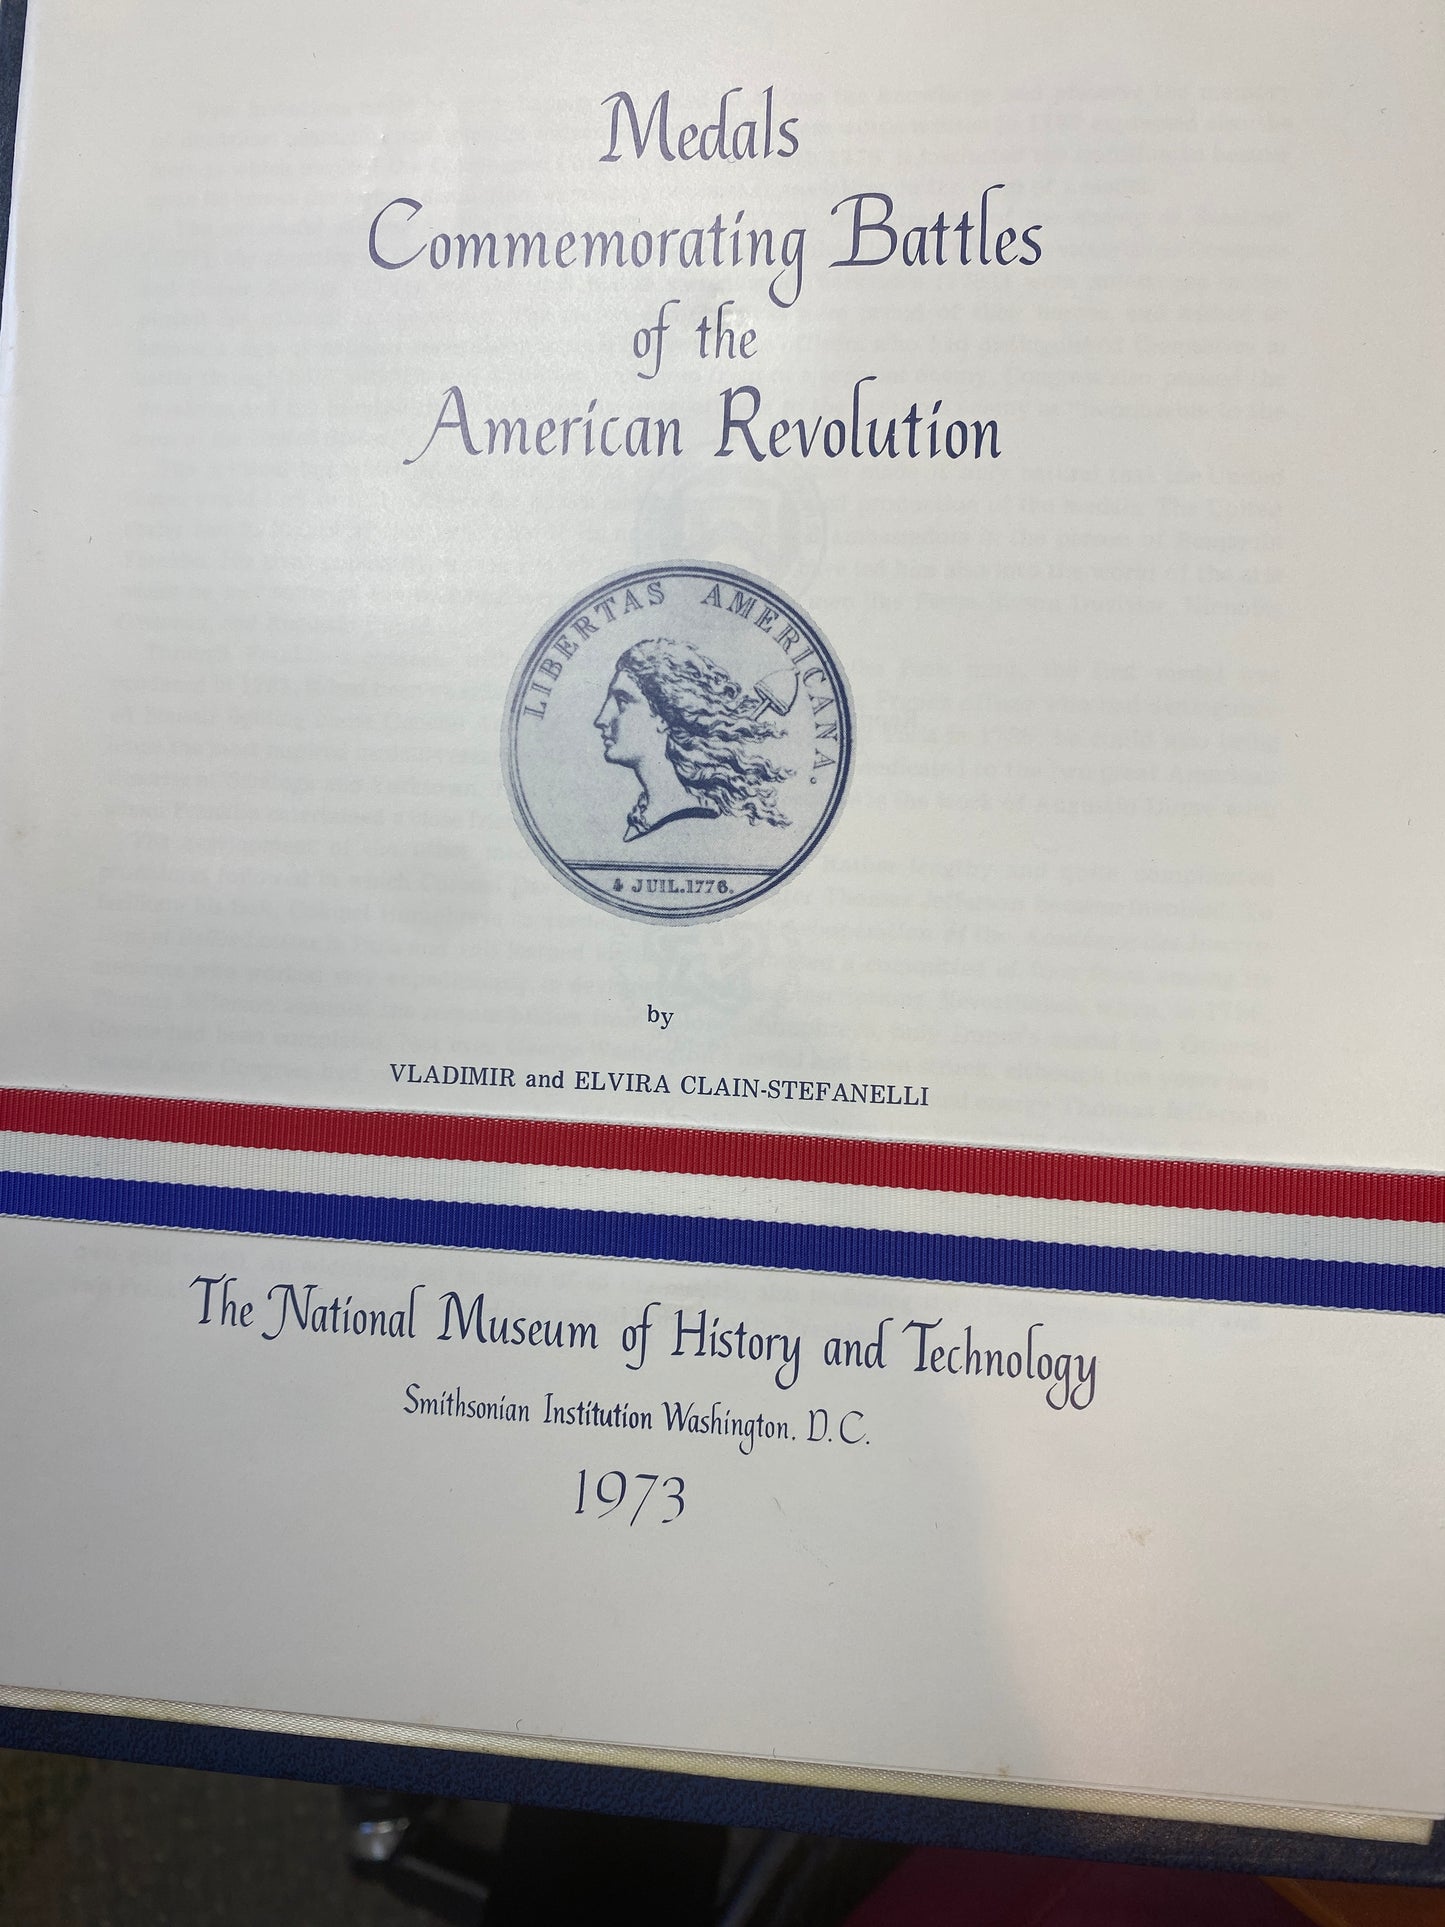 Medals
Commemorating Battles
of the
American Revolution
LIBERTAS AMERICANA.
4 JUIL.1776.
by
VLADIMIR and ELVIRA CLAIN-STEFANELLI
The National Museum of History and Technology
Smithsonian Institution Washington. D.C.
1973